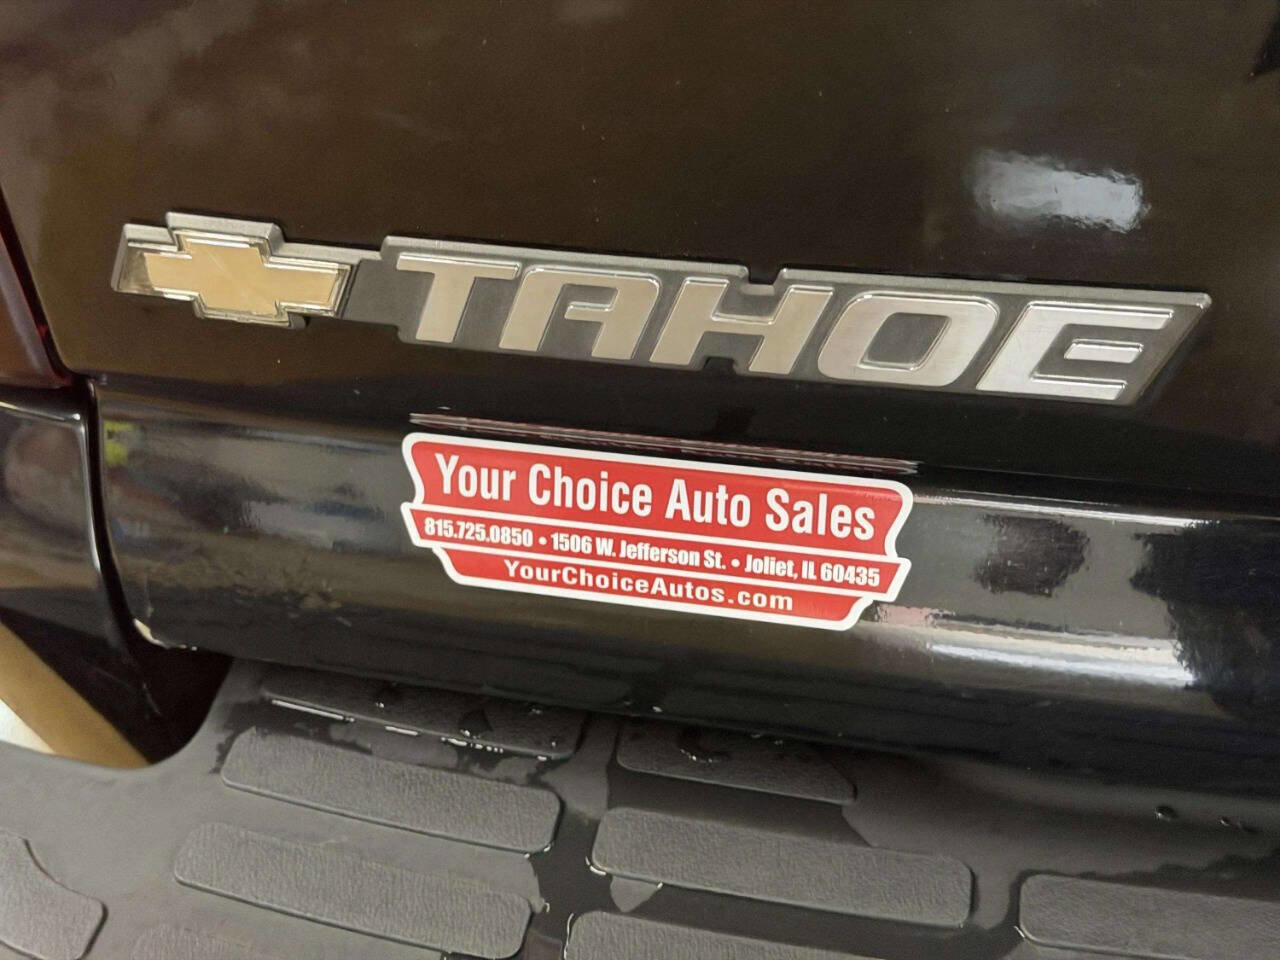 TAHOE
Your Choice Auto Sales
815.725.0850 • 1506 W. Jefferson St. • Joliet, IL 60435
YourChoiceAutos.com